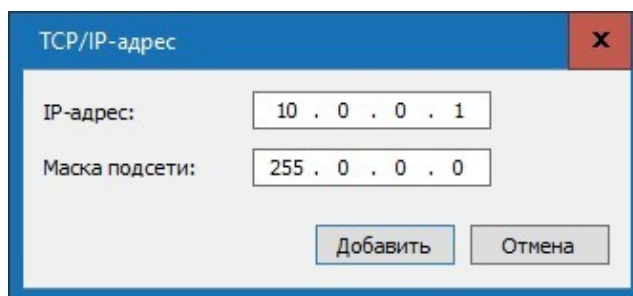 TCP/IP-адрес x
IP-адрес: 10 . 0 . 0 . 1
Маска подсети: 255 . 0 . 0 . 0
Добавить Отмена